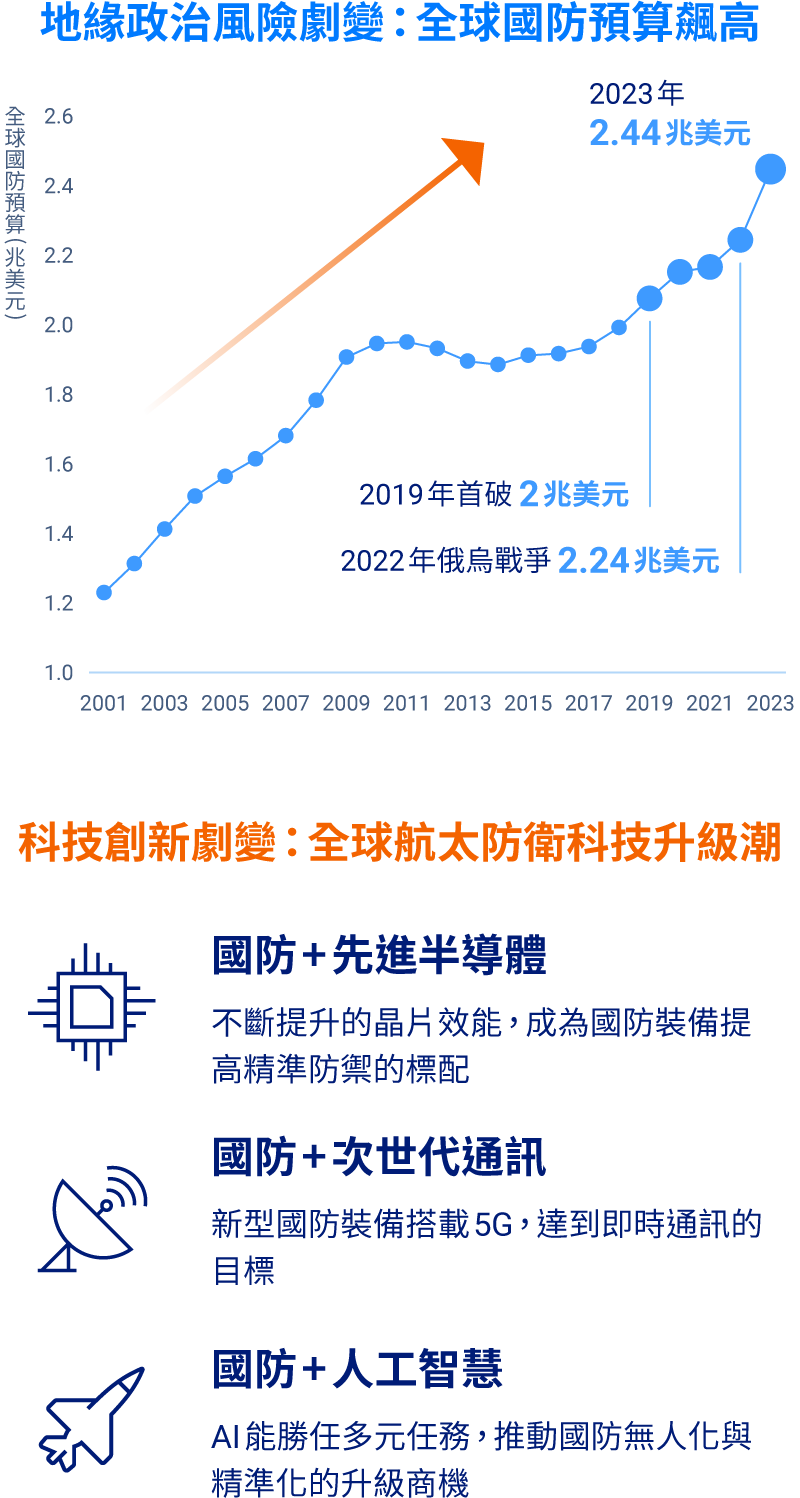 地緣政治風險劇變：全球國防預算飆高
全球國防預算(兆美元)
2023年
2.44兆美元
2.6
2.4
2.2
2.0
1.8
1.6
1.4
1.2
1.0
2019年首破2兆美元
2022年俄烏戰爭2.24兆美元
2001 2003 2005 2007 2009 2011 2013 2015 2017 2019 2021 2023
科技創新劇變：全球航太防衛科技升級潮
國防+先進半導體
不斷提升的晶片效能，成為國防裝備提
高精準防禦的標配
國防+次世代通訊
新型國防裝備搭載5G，達到即時通訊的
目標
國防+人工智慧
AI能勝任多元任務，推動國防無人化與
精準化的升級商機